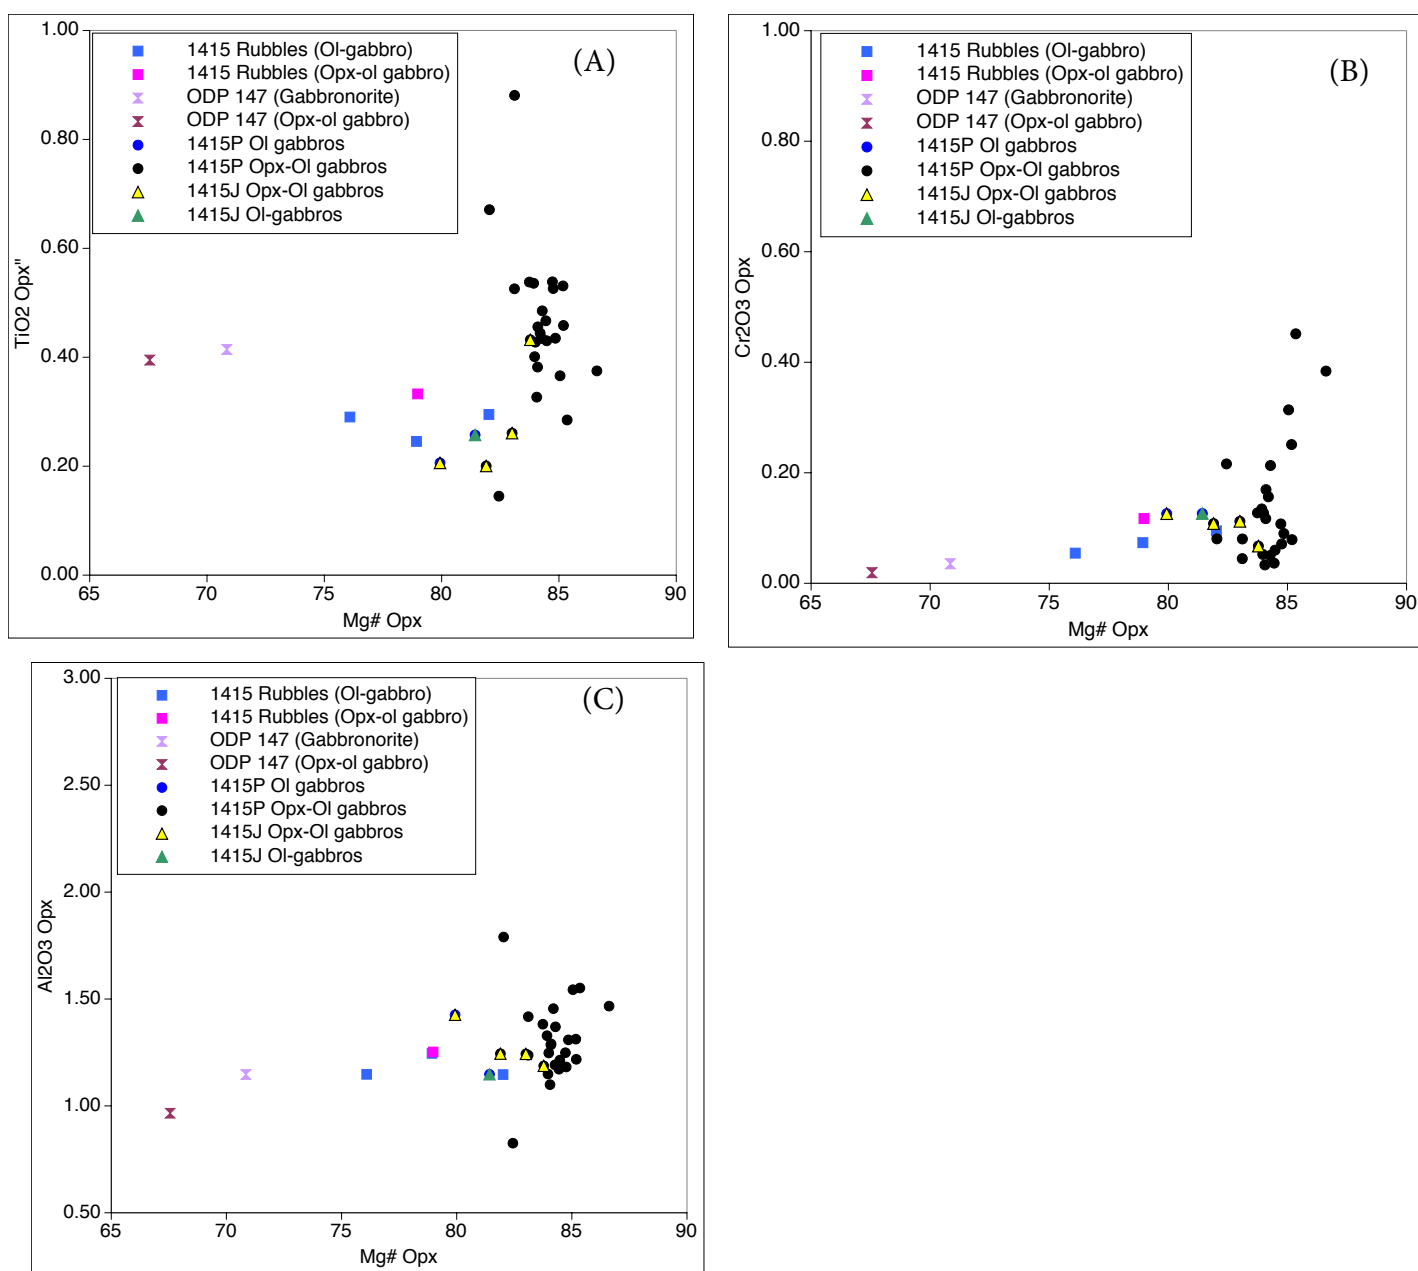 (A)
1415 Rubbles (Ol-gabbro)
1415 Rubbles (Opx-ol gabbro)
ODP 147 (Gabbronorite)
ODP 147 (Opx-ol gabbro)
1415P Ol gabbros
1415P Opx-Ol gabbros
1415J Opx-Ol gabbros
1415J Ol-gabbros
1.00
0.80
0.60
0.40
0.20
0.00
TiO2 Opx"
65
70
75
80
85
90
Mg# Opx
(B)
1415 Rubbles (Ol-gabbro)
1415 Rubbles (Opx-ol gabbro)
ODP 147 (Gabbronorite)
ODP 147 (Opx-ol gabbro)
1415P Ol gabbros
1415P Opx-Ol gabbros
1415J Opx-Ol gabbros
1415J Ol-gabbros
1.00
0.80
0.60
0.40
0.20
0.00
Cr2O3 Opx
65
70
75
80
85
90
Mg# Opx
(C)
1415 Rubbles (Ol-gabbro)
1415 Rubbles (Opx-ol gabbro)
ODP 147 (Gabbronorite)
ODP 147 (Opx-ol gabbro)
1415P Ol gabbros
1415P Opx-Ol gabbros
1415J Opx-Ol gabbros
1415J Ol-gabbros
3.00
2.50
2.00
1.50
1.00
0.50
Al2O3 Opx
65
70
75
80
85
90
Mg# Opx